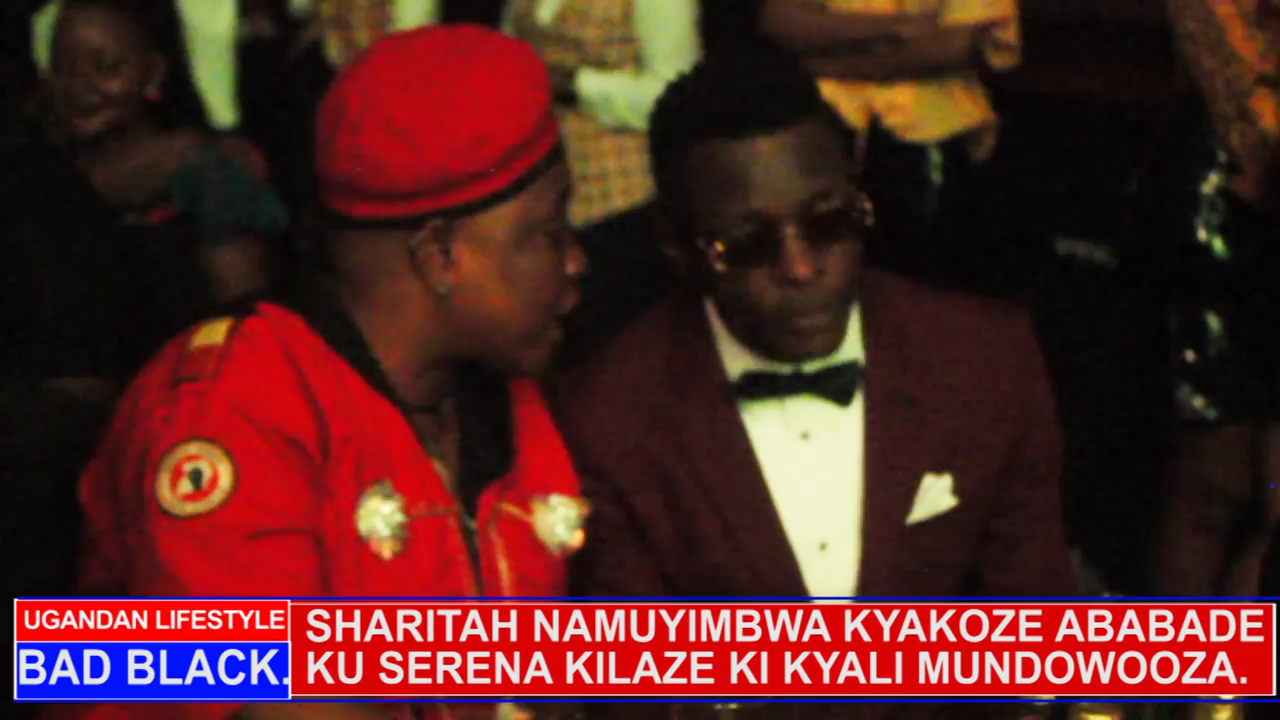 UGANDAN LIFESTYLE
BAD BLACK.
SHARITAH NAMUYIMBWA KYAKOZE ABABADE
KU SERENA KILAZE KI KYALI MUNDOWOOZA.